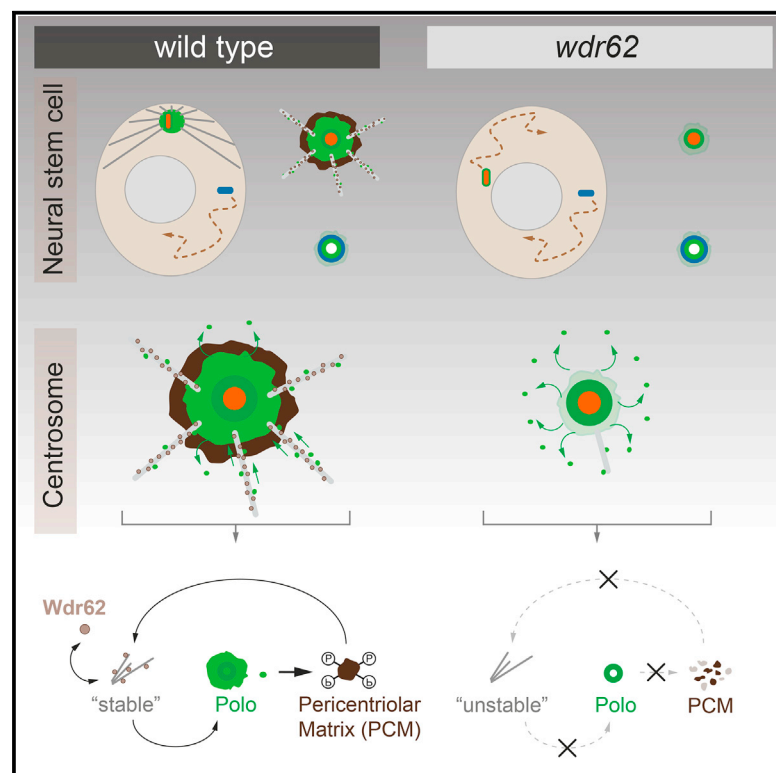 wild type
wdr62
Neural stem cell
Centrosome
Wdr62
"stable"
Polo
Pericentriolar
Matrix (PCM)
P
P
P
P
"unstable"
Polo
PCM